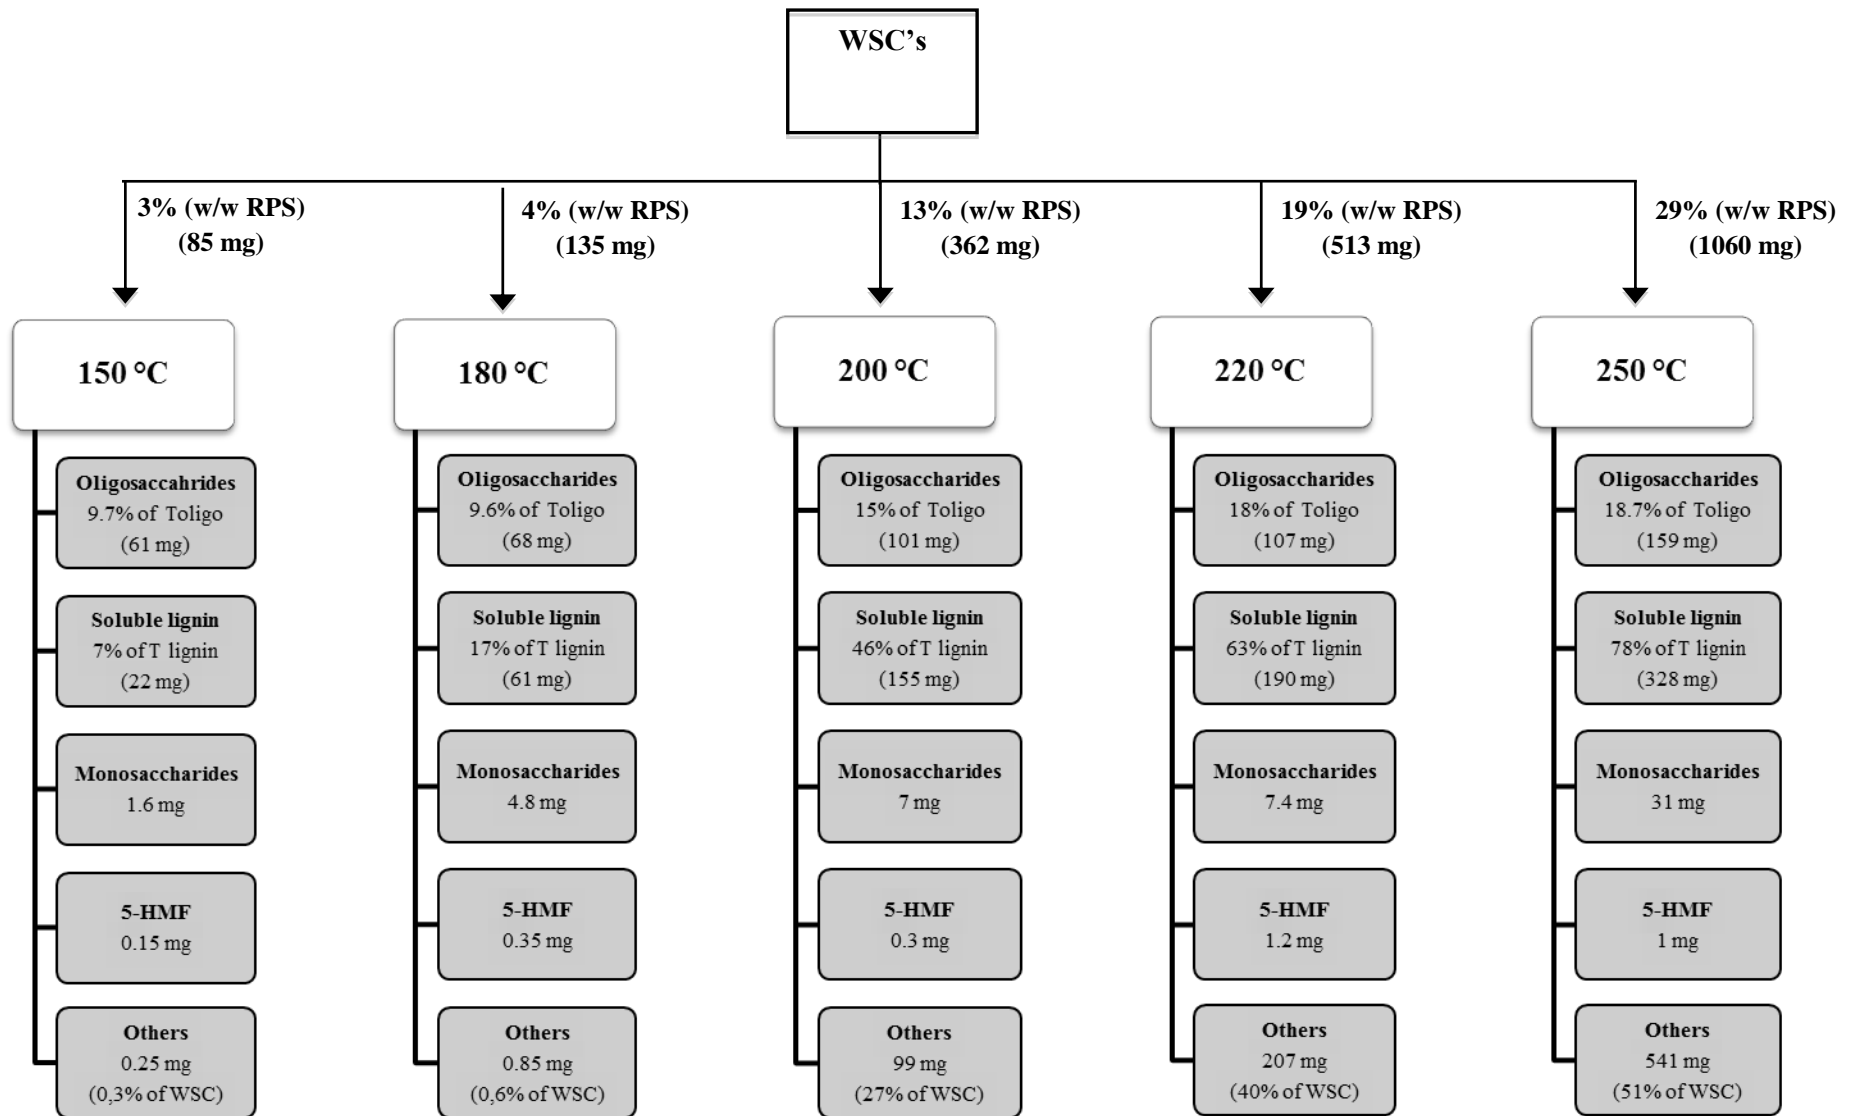 WSC’s
3% (w/w RPS)
(85 mg)
4% (w/w RPS)
(135 mg)
13% (w/w RPS)
(362 mg)
19% (w/w RPS)
(513 mg)
29% (w/w RPS)
(1060 mg)
150 °C
Oligosaccahrides
9.7% of Toligo
(61 mg)
Soluble lignin
7% of T lignin
(22 mg)
Monosaccharides
1.6 mg
5-HMF
0.15 mg
Others
0.25 mg
(0,3% of WSC)
180 °C
Oligosaccharides
9.6% of Toligo
(68 mg)
Soluble lignin
17% of T lignin
(61 mg)
Monosaccharides
4.8 mg
5-HMF
0.35 mg
Others
0.85 mg
(0,6% of WSC)
200 °C
Oligosaccharides
15% of Toligo
(101 mg)
Soluble lignin
46% of T lignin
(155 mg)
Monosaccharides
7 mg
5-HMF
0.3 mg
Others
99 mg
(27% of WSC)
220 °C
Oligosaccharides
18% of Toligo
(107 mg)
Soluble lignin
63% of T lignin
(190 mg)
Monosaccharides
7.4 mg
5-HMF
1.2 mg
Others
207 mg
(40% of WSC)
250 °C
Oligosaccharides
18.7% of Toligo
(159 mg)
Soluble lignin
78% of T lignin
(328 mg)
Monosaccharides
31 mg
5-HMF
1 mg
Others
541 mg
(51% of WSC)